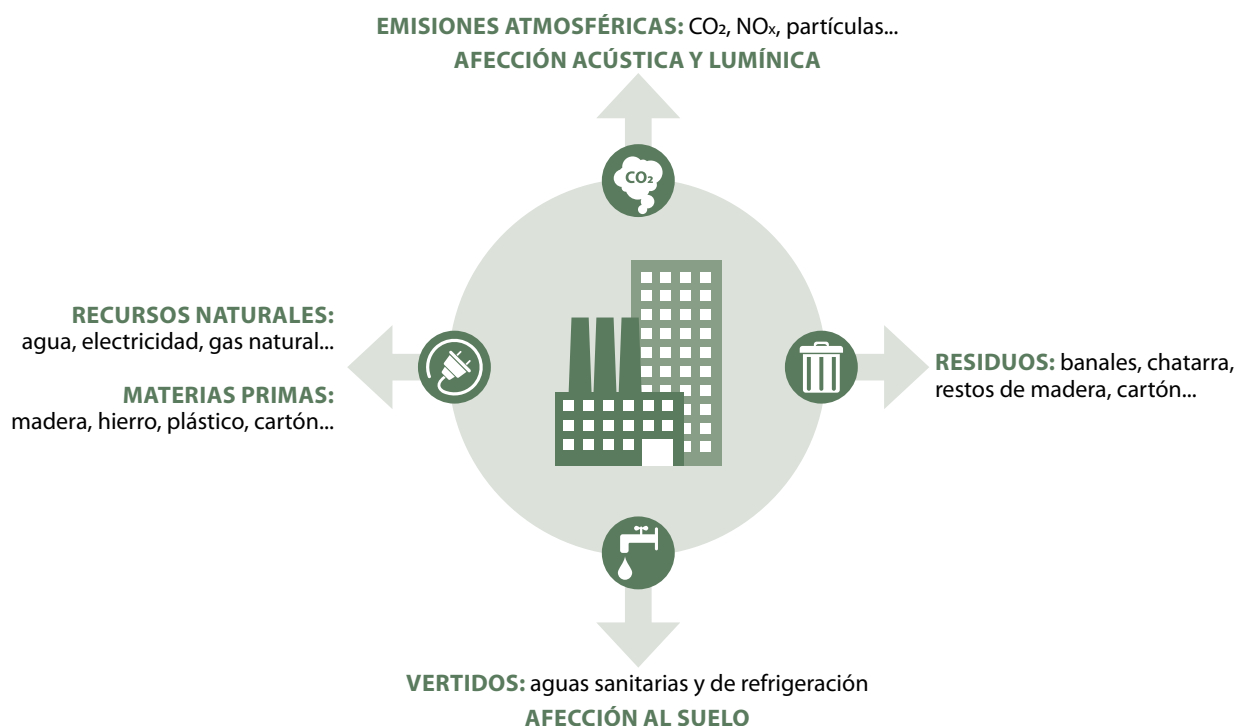 EMISIONES ATMOSFÉRICAS: CO₂, NOₓ, partículas...
AFECCIÓN ACÚSTICA Y LUMÍNICA
CO₂
RECURSOS NATURALES:
agua, electricidad, gas natural...
MATERIAS PRIMAS:
madera, hierro, plástico, cartón...
RESIDUOS: banales, chatarra,
restos de madera, cartón...
VERTIDOS: aguas sanitarias y de refrigeración
AFECCIÓN AL SUELO